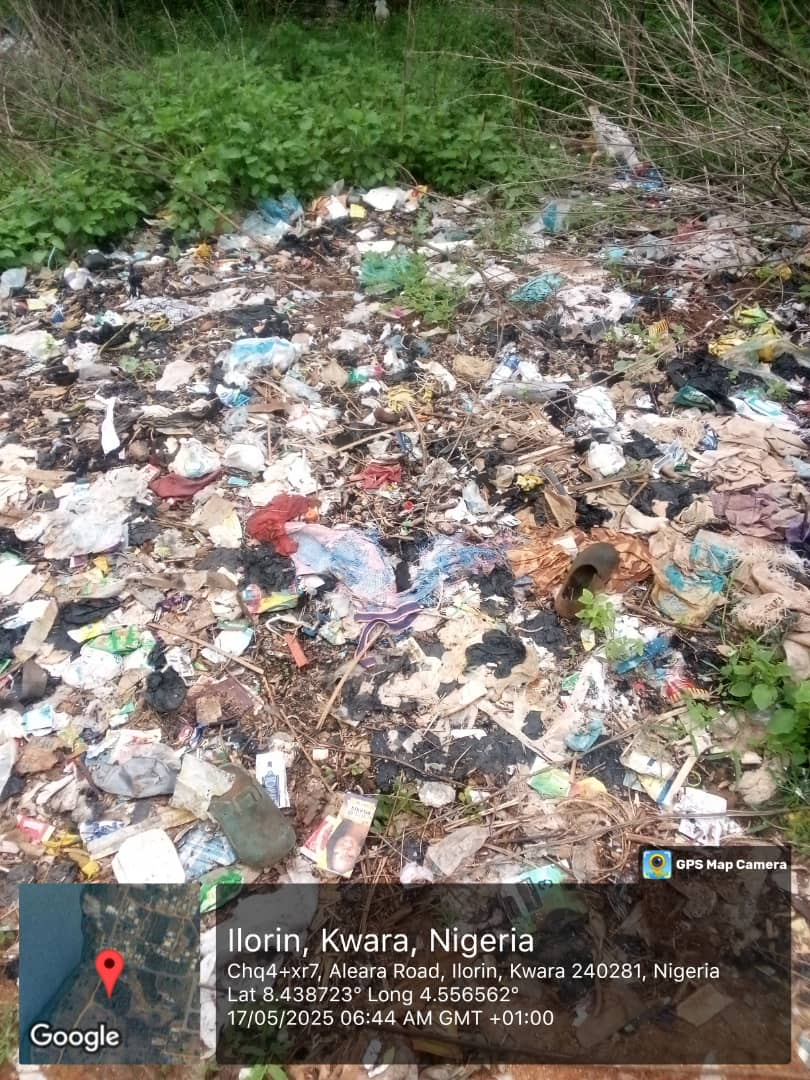 GPS Map Camera
Ilorin, Kwara, Nigeria
Chq4+xr7, Aleara Road, Ilorin, Kwara 240281, Nigeria
Lat 8.438723° Long 4.556562°
17/05/2025 06:44 AM GMT +01:00
Google